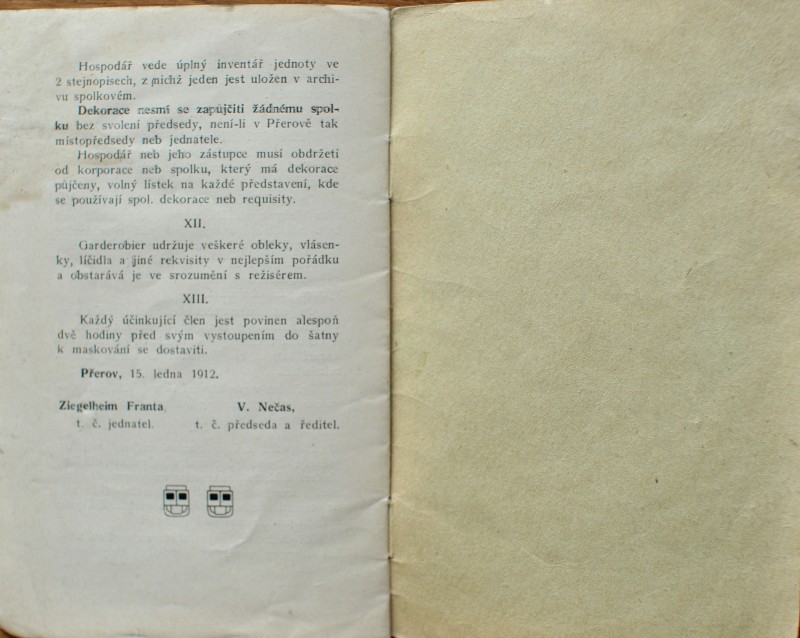 Hospodář vede úplný inventář jednoty ve
2 stejnopisech, z nichž jeden jest uložen v archi-
vu spolkovém.
Dekorace nesmí se zapůjčiti žádnému spol-
ku bez svolení předsedy, není-li v Přerově tak
místopředsedy neb jednatele.
Hospodář neb jeho zástupce musí obdržeti
od korporace neb spolku, který má dekorace
půjčeny, volný lístek na každé představení, kde
se používají spol. dekorace neb requisity.
XII.
Garderobier udržuje veškeré obleky, vlásen-
ky, líčidla a jiné rekvisity v nejlepším pořádku
a obstarává je ve srozumění s režisérem.
XIII.
Každý účinkující člen jest povinen alespoň
dvě hodiny před svým vystoupením do šatny
k maskování se dostaviti.
Přerov, 15. ledna 1912.
Ziegelheim Franta, V. Nečas,
t. č. jednatel. t. č. předseda a ředitel.